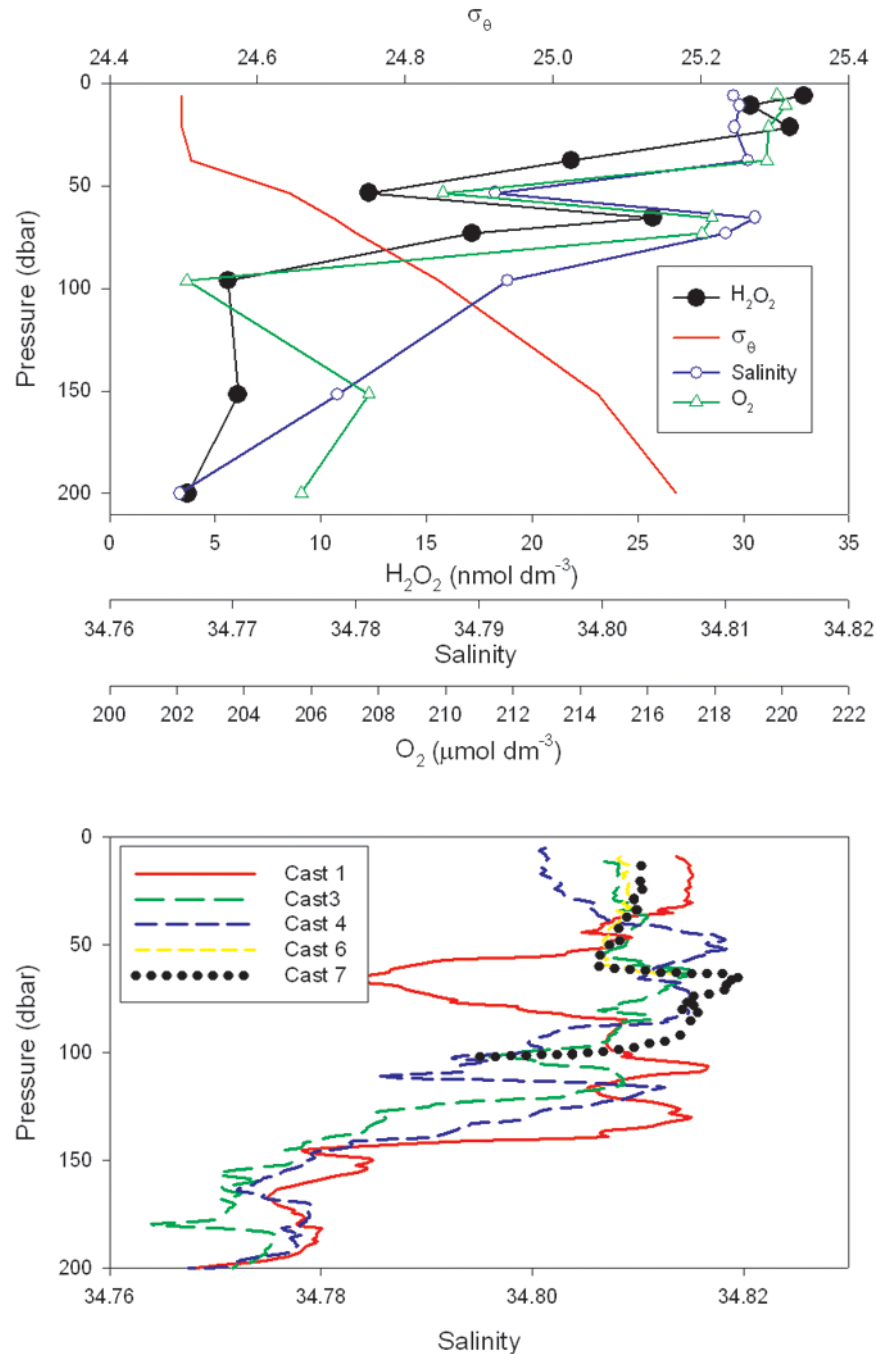 σθ
24.4 24.6 24.8 25.0 25.2 25.4
0
50
100
150
200
Pressure (dbar)
H2O2
σθ
Salinity
O2
0 5 10 15 20 25 30 35
H2O2 (nmol dm-3)
34.76 34.77 34.78 34.79 34.80 34.81 34.82
Salinity
200 202 204 206 208 210 212 214 216 218 220 222
O2 (μmol dm-3)
0
50
100
150
200
Pressure (dbar)
Cast 1
Cast3
Cast 4
Cast 6
Cast 7
34.76 34.78 34.80 34.82
Salinity